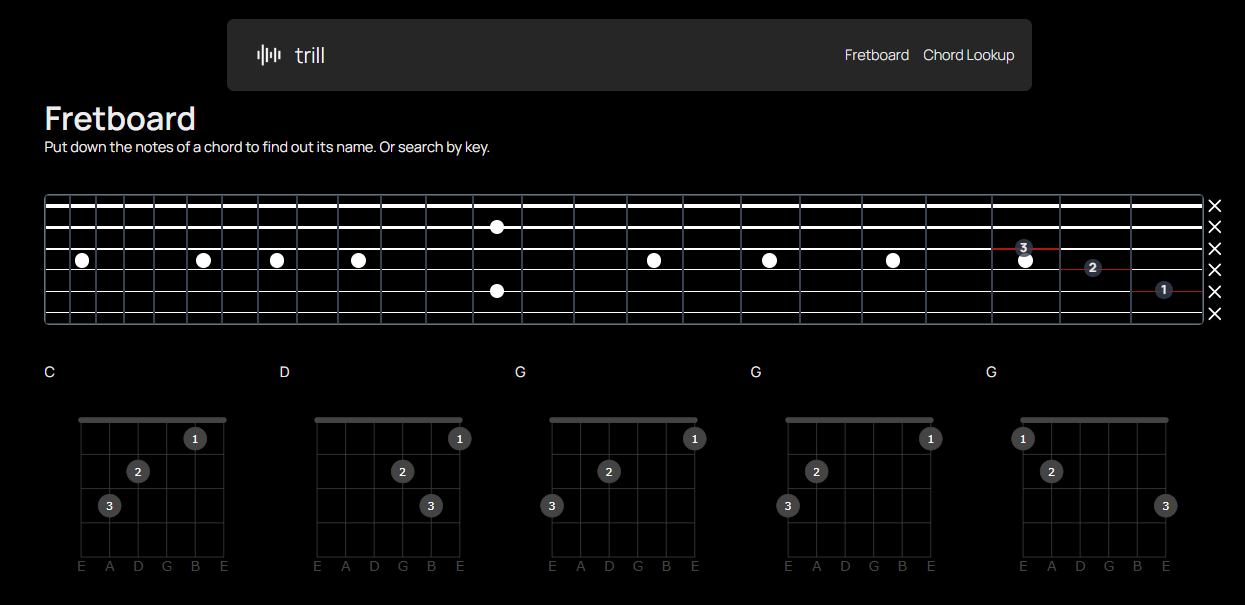 trill
Fretboard Chord Lookup
Fretboard
Put down the notes of a chord to find out its name. Or search by key.
3
2
1
C D G G G
1 1 1 1 1
2 2 2 2 2
3 3 3 3 3
E A D G B E E A D G B E E A D G B E E A D G B E E A D G B E